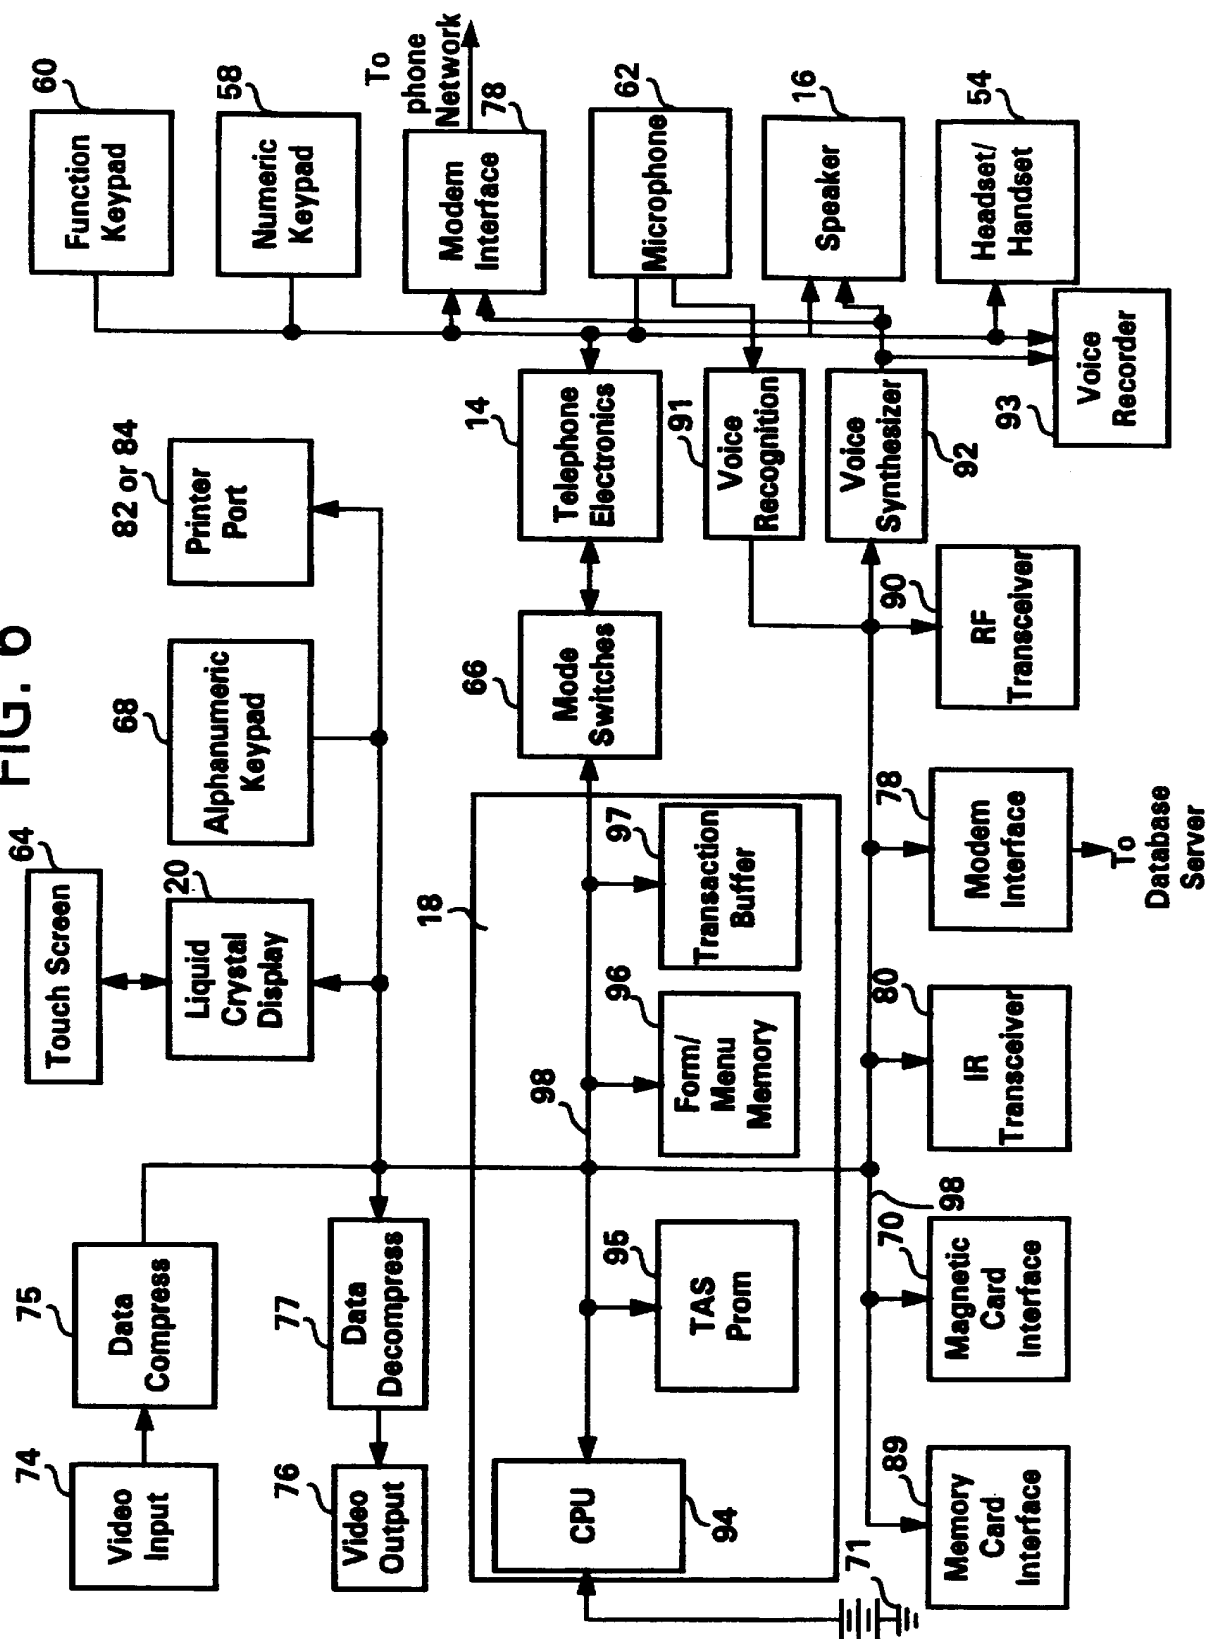 FIG. 6
60
Function
Keypad
58
Numeric
Keypad
To
phone
Network
78
Modem
Interface
62
Microphone
16
Speaker
54
Headset/
Handset
82 or 84
Printer
Port
14
Telephone
Electronics
91
Voice
Recognition
Voice
Synthesizer
92
93
Voice
Recorder
68
Alphanumeric
Keypad
66
Mode
Switches
90
RF
Transceiver
64
Touch Screen
20
Liquid
Crystal
Display
18
97
Transaction
Buffer
96
Form/
Menu
Memory
98
78
Modem
Interface
To
Database
Server
80
IR
Transceiver
75
Data
Compress
77
Data
Decompress
95
TAS
Prom
98
70
Magnetic
Card
Interface
74
Video
Input
76
Video
Output
CPU
94
71
89
Memory
Card
Interface